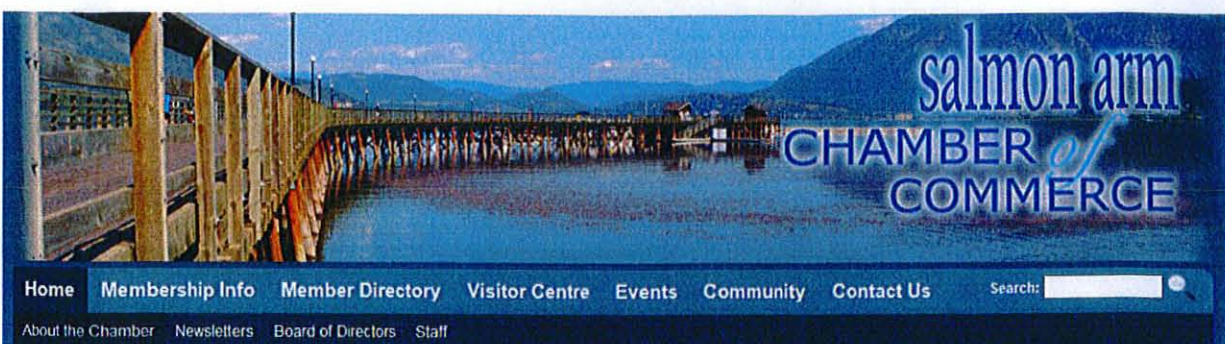 salmon arm
CHAMBER of
COMMERCE
Home Membership Info Member Directory Visitor Centre Events Community Contact Us Search:
About the Chamber Newsletters Board of Directors Staff